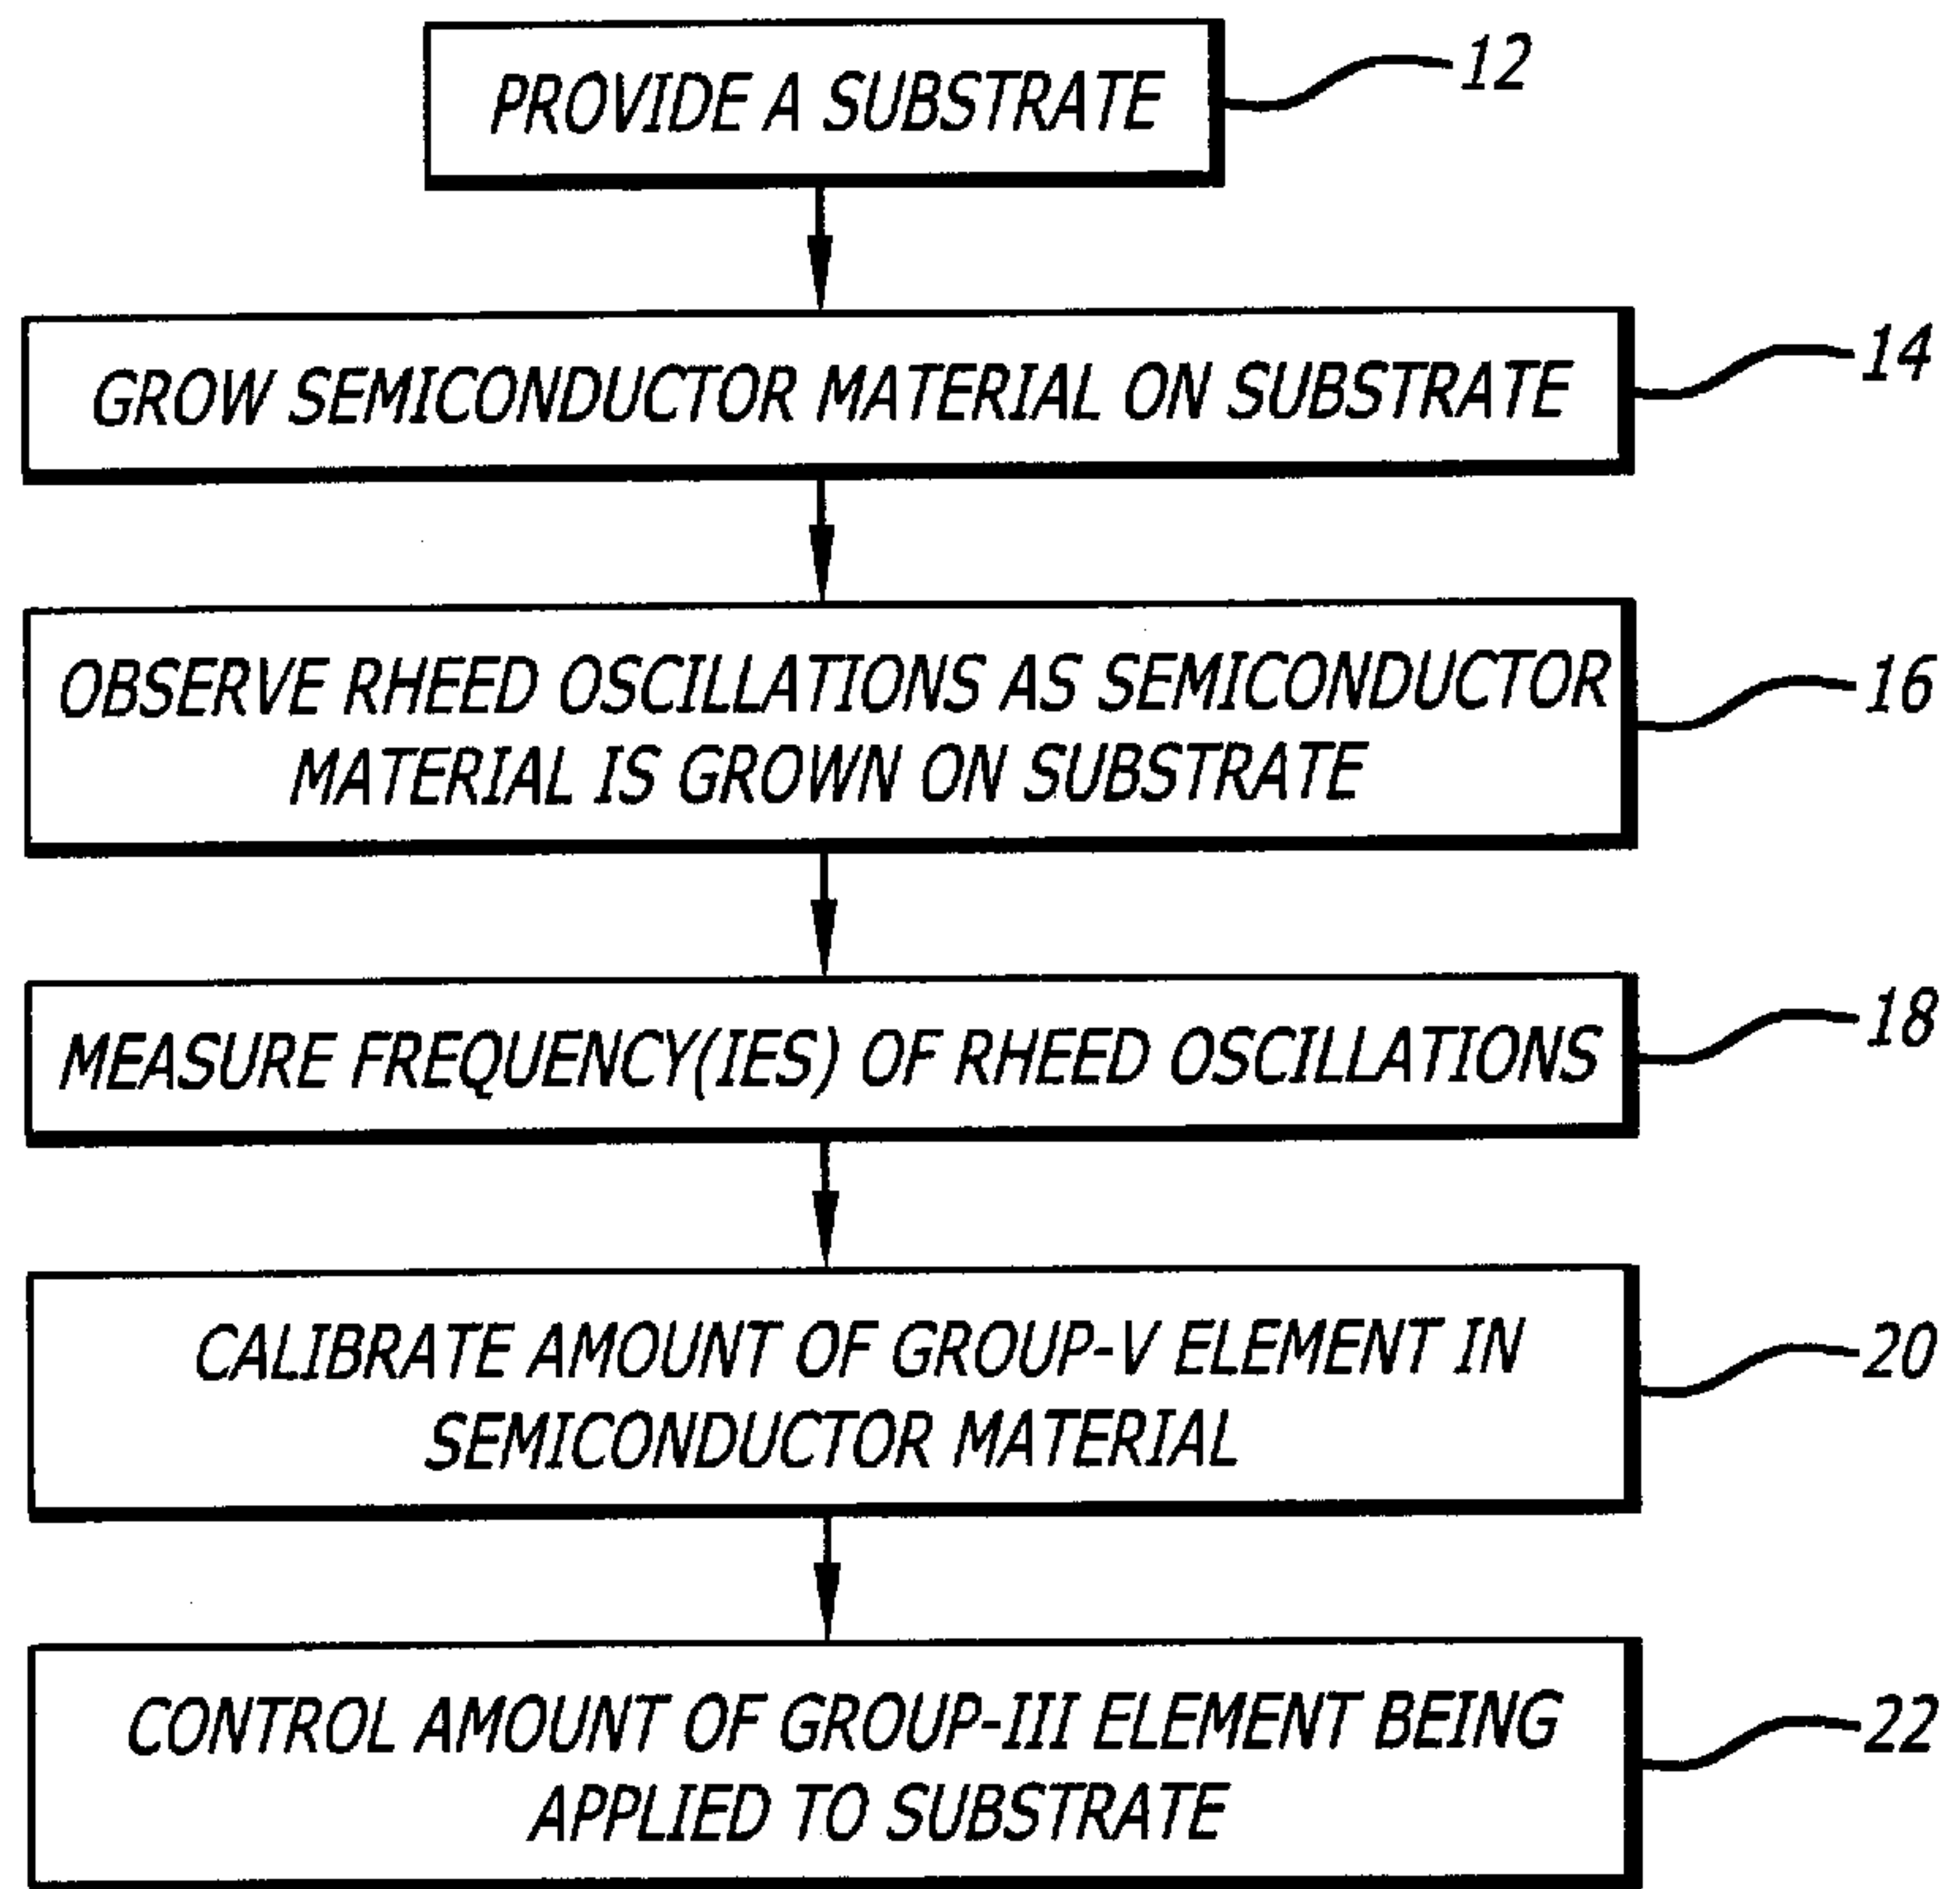 PROVIDE A SUBSTRATE
12
GROW SEMICONDUCTOR MATERIAL ON SUBSTRATE
14
OBSERVE RHEED OSCILLATIONS AS SEMICONDUCTOR
MATERIAL IS GROWN ON SUBSTRATE
16
MEASURE FREQUENCY(IES) OF RHEED OSCILLATIONS
18
CALIBRATE AMOUNT OF GROUP-V ELEMENT IN
SEMICONDUCTOR MATERIAL
20
CONTROL AMOUNT OF GROUP-III ELEMENT BEING
APPLIED TO SUBSTRATE
22